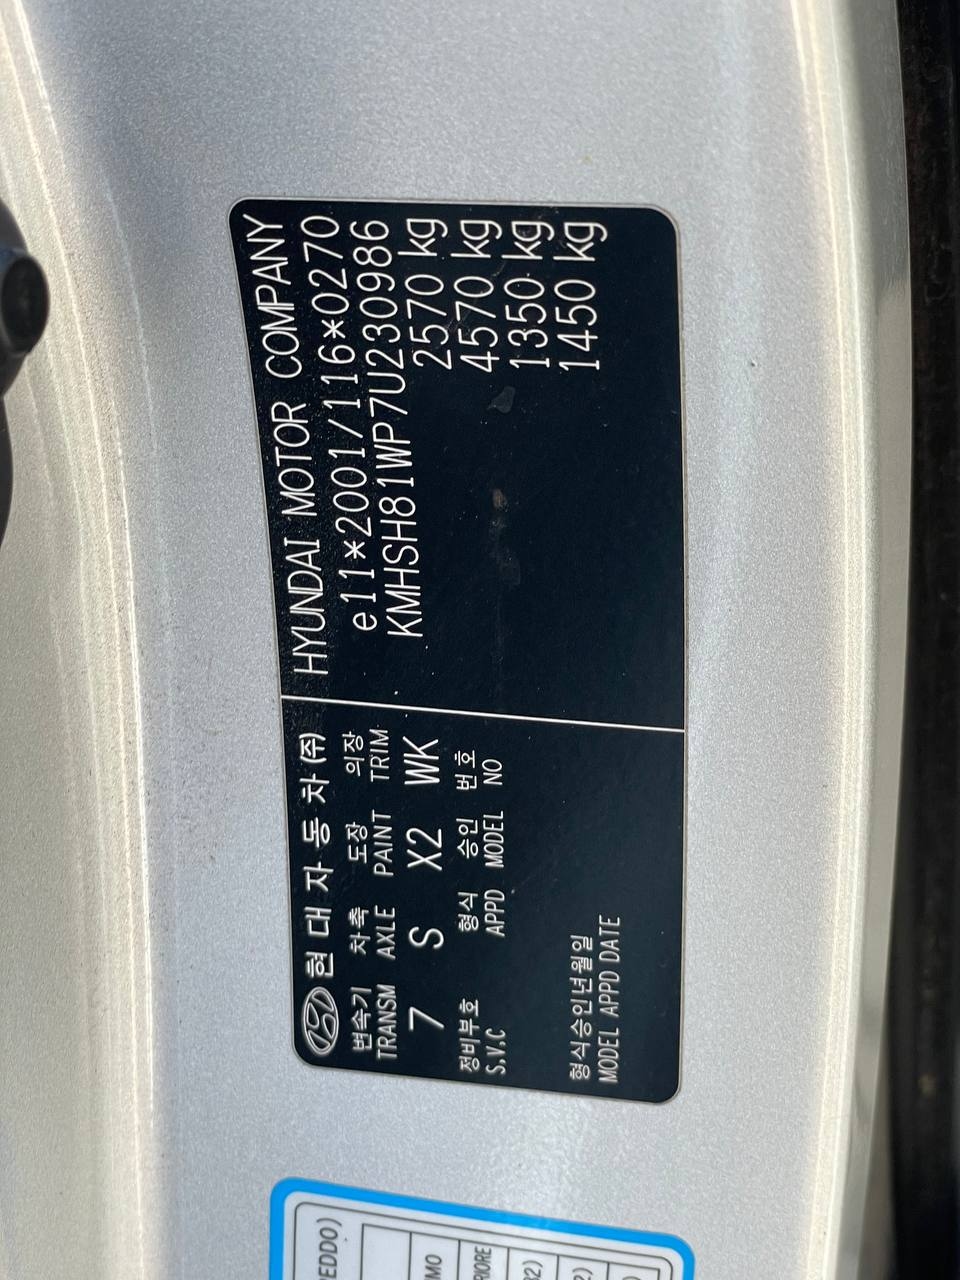 현대자동차(주)
변속기 차축 도장 의장
TRANSM AXLE PAINT TRIM
7 S X2 WK
정비부호 형식 승인 번호
S.V.C APPD MODEL NO
형식승인년월일
MODEL APPD DATE
HYUNDAI MOTOR COMPANY
e11*2001/116*0270
KMHSH81WP7U230986
2570 kg
4570 kg
1350 kg
1450 kg